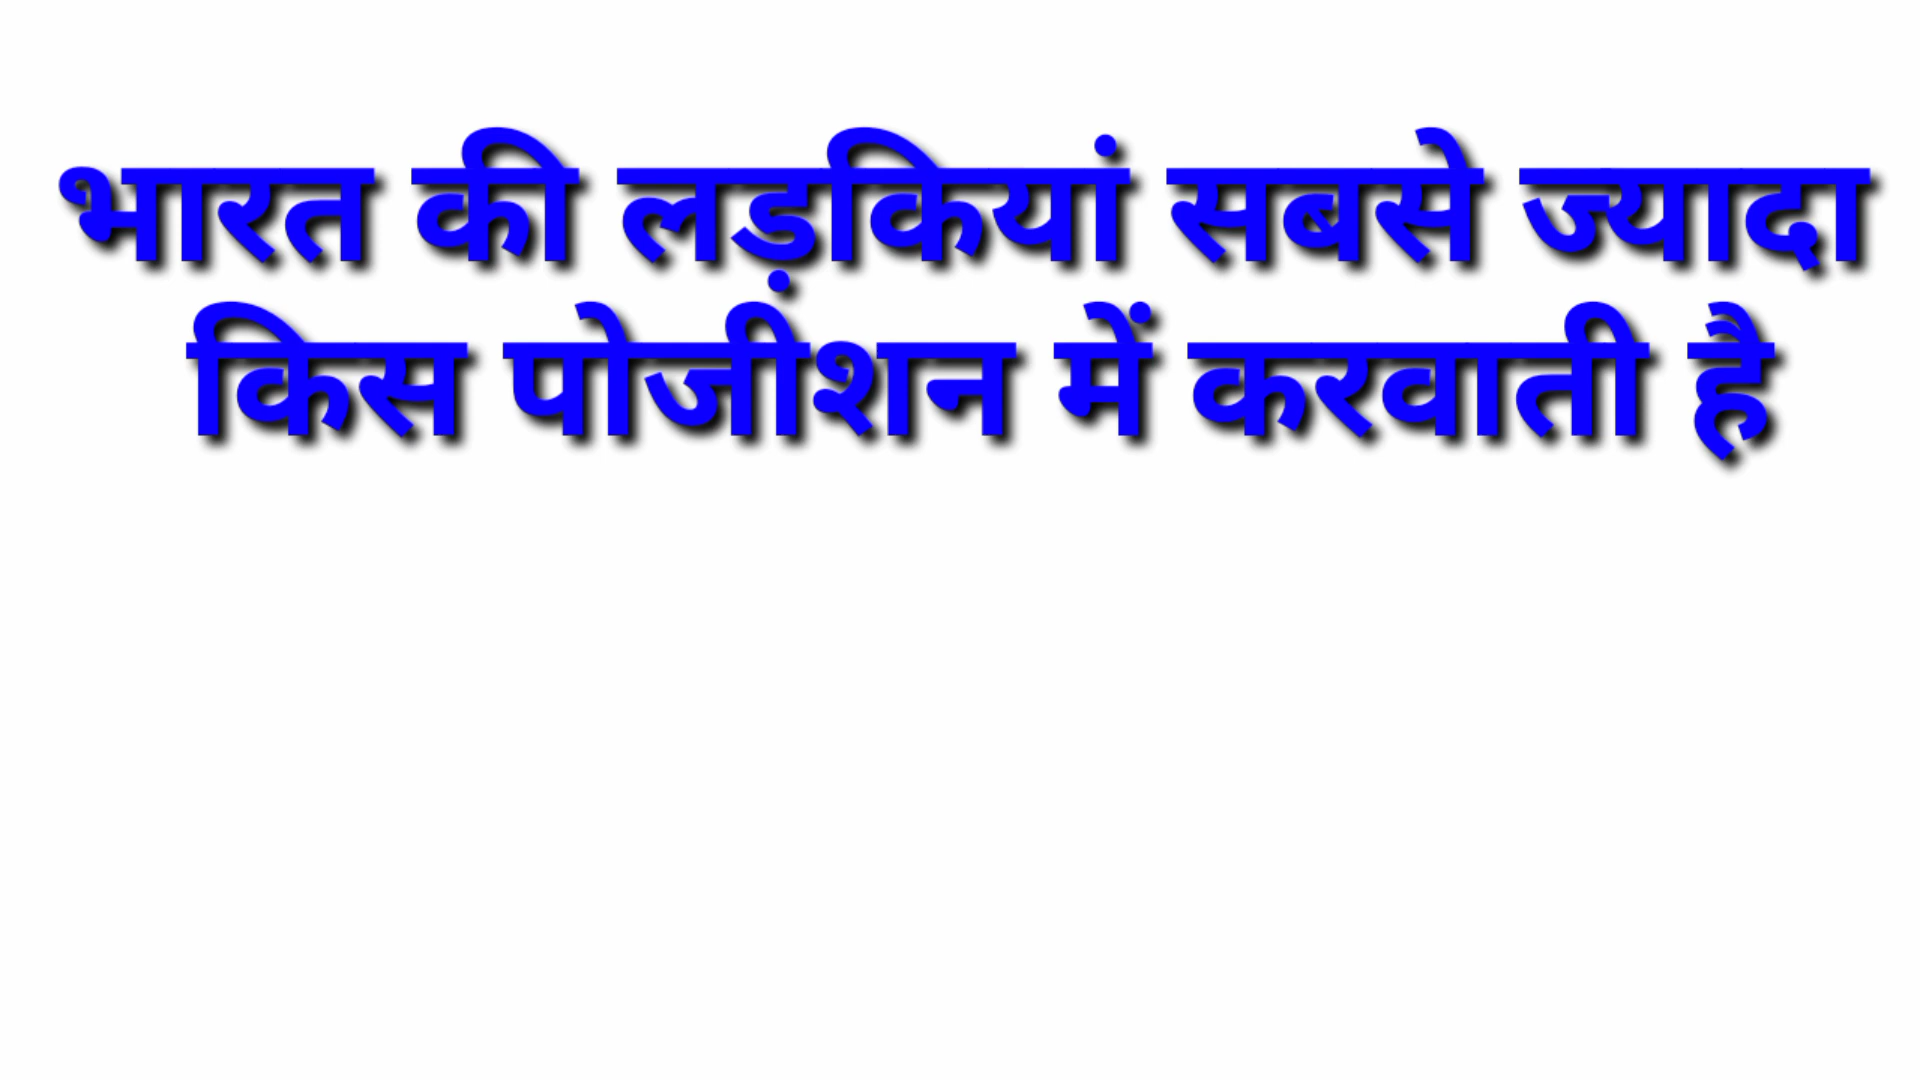 भारत की लड़कियां सबसे ज्यादा
किस पोजीशन में करवाती है